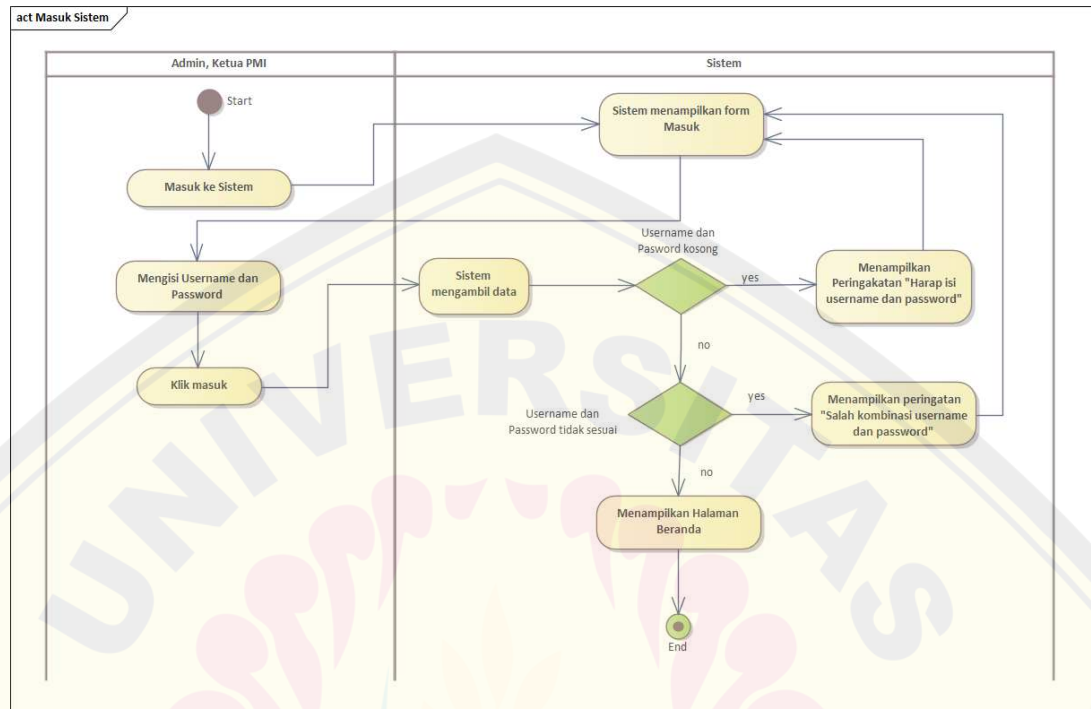 act Masuk Sistem
Admin, Ketua PMI
Sistem
Start
Sistem menampilkan form
Masuk
Masuk ke Sistem
Username dan
Pasword kosong
Mengisi Username dan
Password
Sistem
mengambil data
yes
Menampilkan
Peringakatan "Harap isi
username dan password"
no
Klik masuk
yes
Menampilkan peringatan
"Salah kombinasi username
dan password"
Username dan
Password tidak sesuai
no
Menampilkan Halaman
Beranda
End
UNIVERSITAS